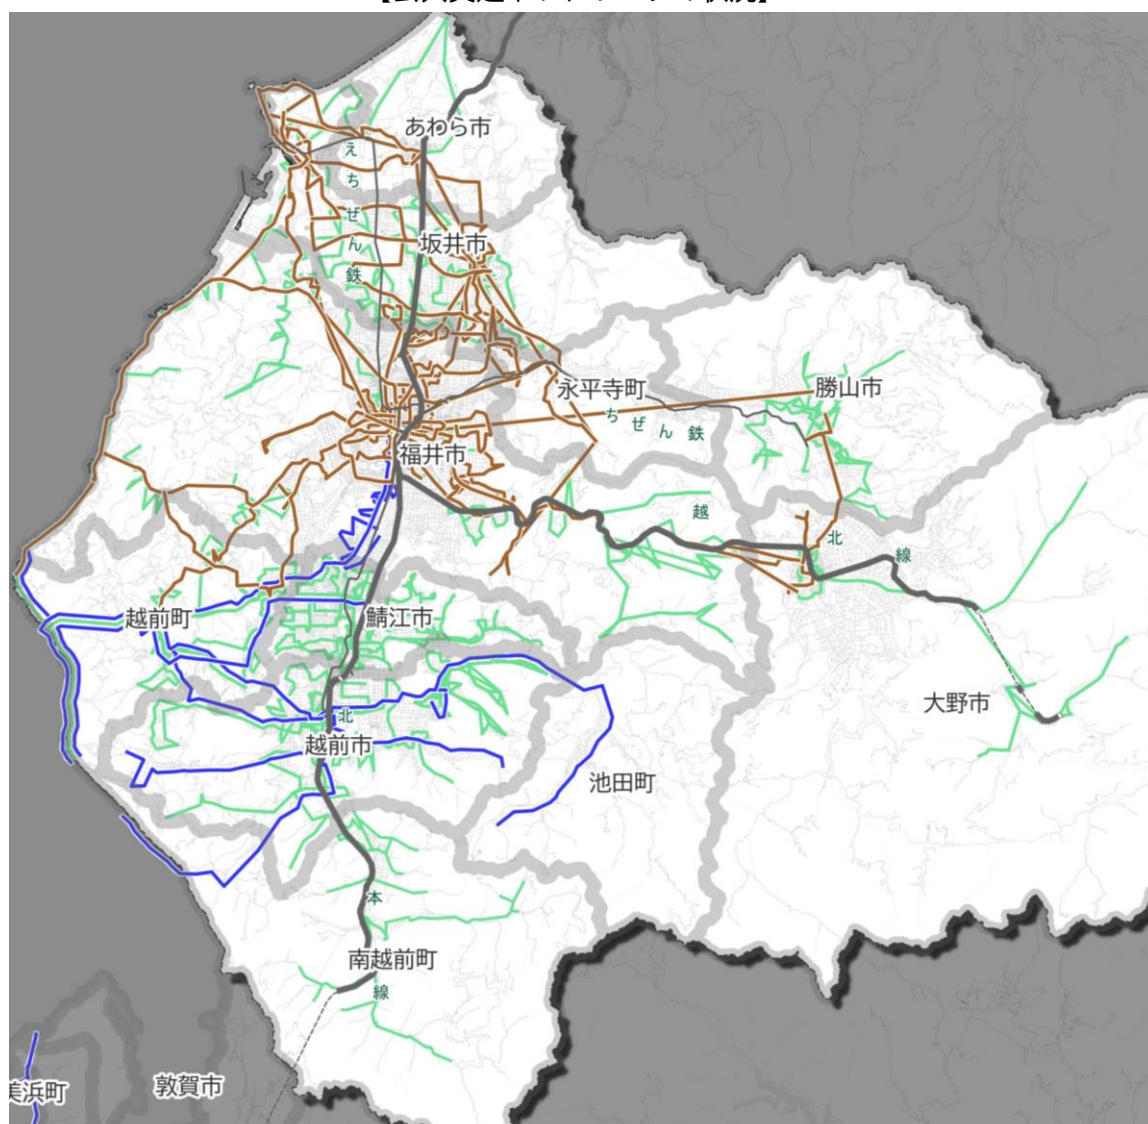 あわら市
えちぜん鉄
坂井市
永平寺町
勝山市
ちぜん鉄
福井市
越
北
線
越前町
鯖江市
大野市
北
越前市
池田町
本
南越前町
線
敦賀市
美浜町